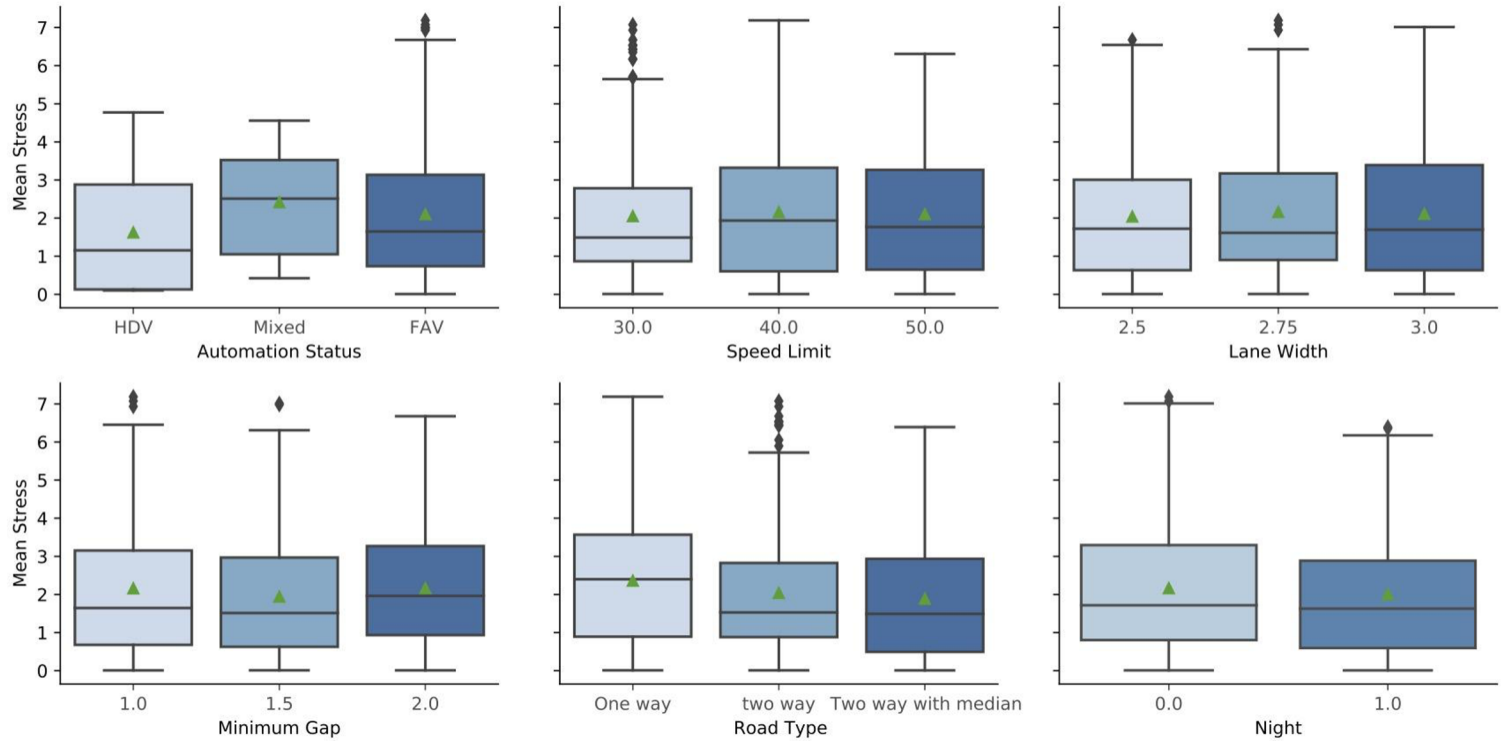 Mean Stress
7
6
5
4
3
2
1
0
HDV Mixed FAV
Automation Status
30.0 40.0 50.0
Speed Limit
2.5 2.75 3.0
Lane Width
Mean Stress
7
6
5
4
3
2
1
0
1.0 1.5 2.0
Minimum Gap
One way two way Two way with median
Road Type
0.0 1.0
Night